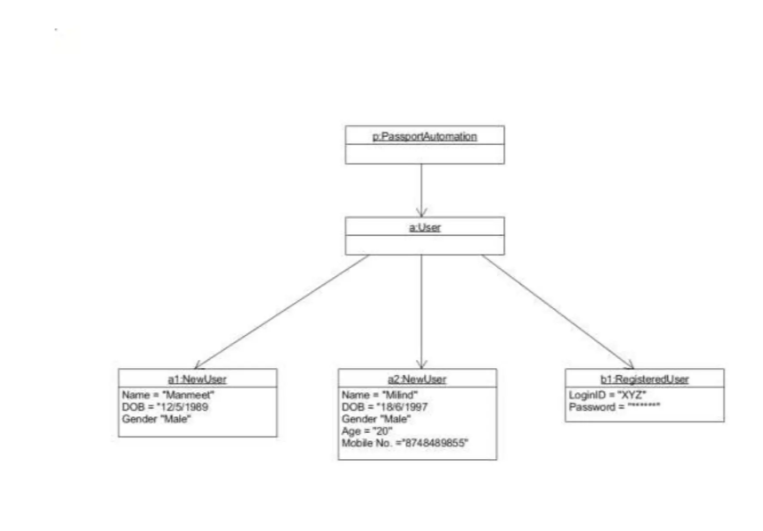 p:PassportAutomation
a:User
a1:NewUser
Name = "Manmeet"
DOB = "12/5/1989
Gender "Male"
a2:NewUser
Name = "Milind"
DOB = "18/6/1997
Gender "Male"
Age = "20"
Mobile No. ="8748489855"
b1:RegisteredUser
LoginID = "XYZ"
Password = "******"